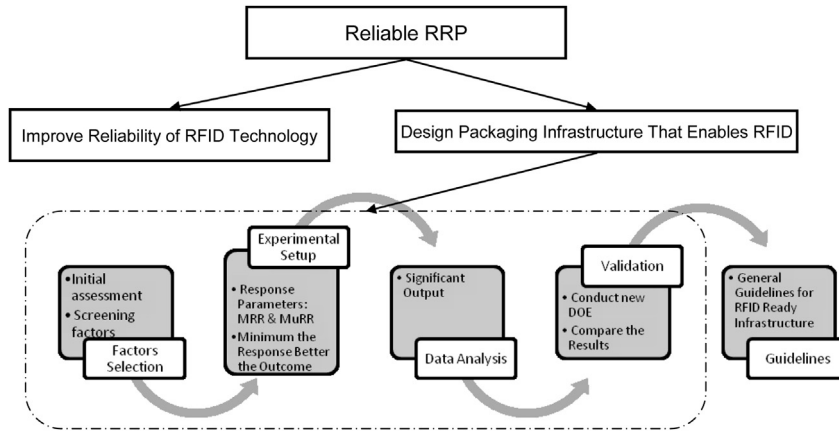 Reliable RRP
Improve Reliability of RFID Technology
Design Packaging Infrastructure That Enables RFID
• Initial
assessment
• Screening
factors
Factors
Selection
Experimental
Setup
• Response
Parameters:
MRR & MuRR
• Minimum the
Response Better
the Outcome
• Significant
Output
Data Analysis
Validation
• Conduct new
DOE
• Compare the
Results
• General
Guidelines for
RFID Ready
Infrastructure
Guidelines